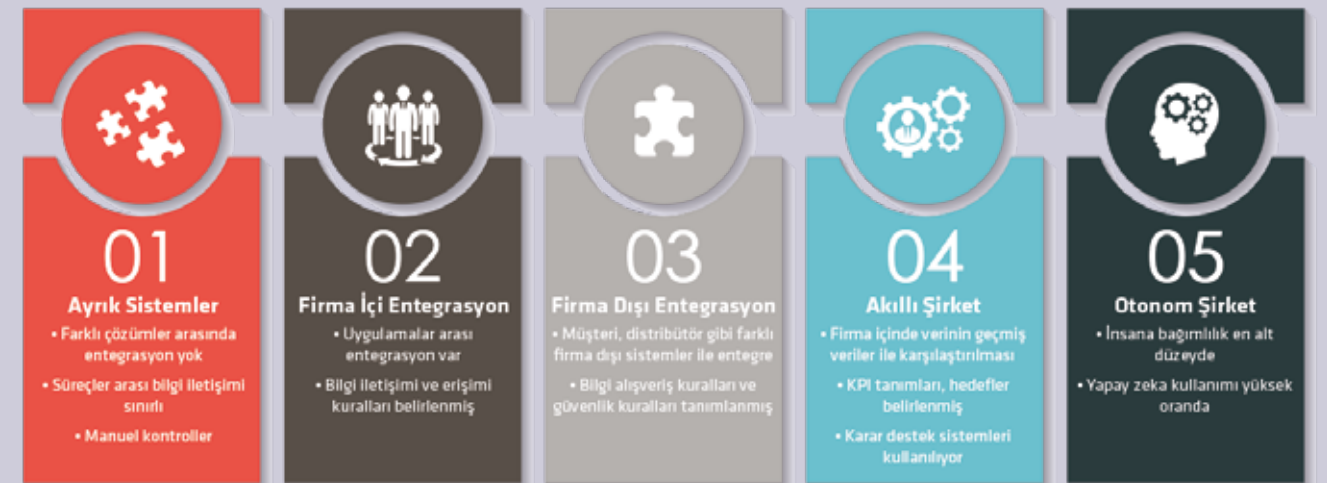 01
Ayrık Sistemler
• Farklı çözümler arasında
entegrasyon yok
• Süreçler arası bilgi iletişimi
sınırlı
• Manuel kontroller
02
Firma İçi Entegrasyon
• Uygulamalar arası
entegrasyon var
• Bilgi iletişimi ve erişimi
kuralları belirlenmiş
03
Firma Dışı Entegrasyon
• Müşteri, distribütör gibi farklı
firma dışı sistemler ile entegre
• Bilgi alışveriş kuralları ve
güvenlik kuralları tanımlanmış
04
Akıllı Şirket
• Firma içinde verinin geçmiş
veriler ile karşılaştırılması
• KPI tanımları, hedefler
belirlenmiş
• Karar destek sistemleri
kullanılıyor
05
Otonom Şirket
• İnsana bağımlılık en alt
düzeyde
• Yapay zeka kullanımı yüksek
oranda